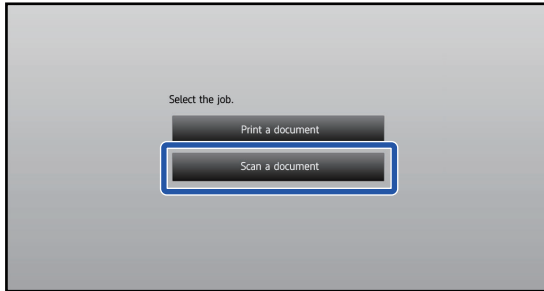 Select the job.
Print a document
Scan a document